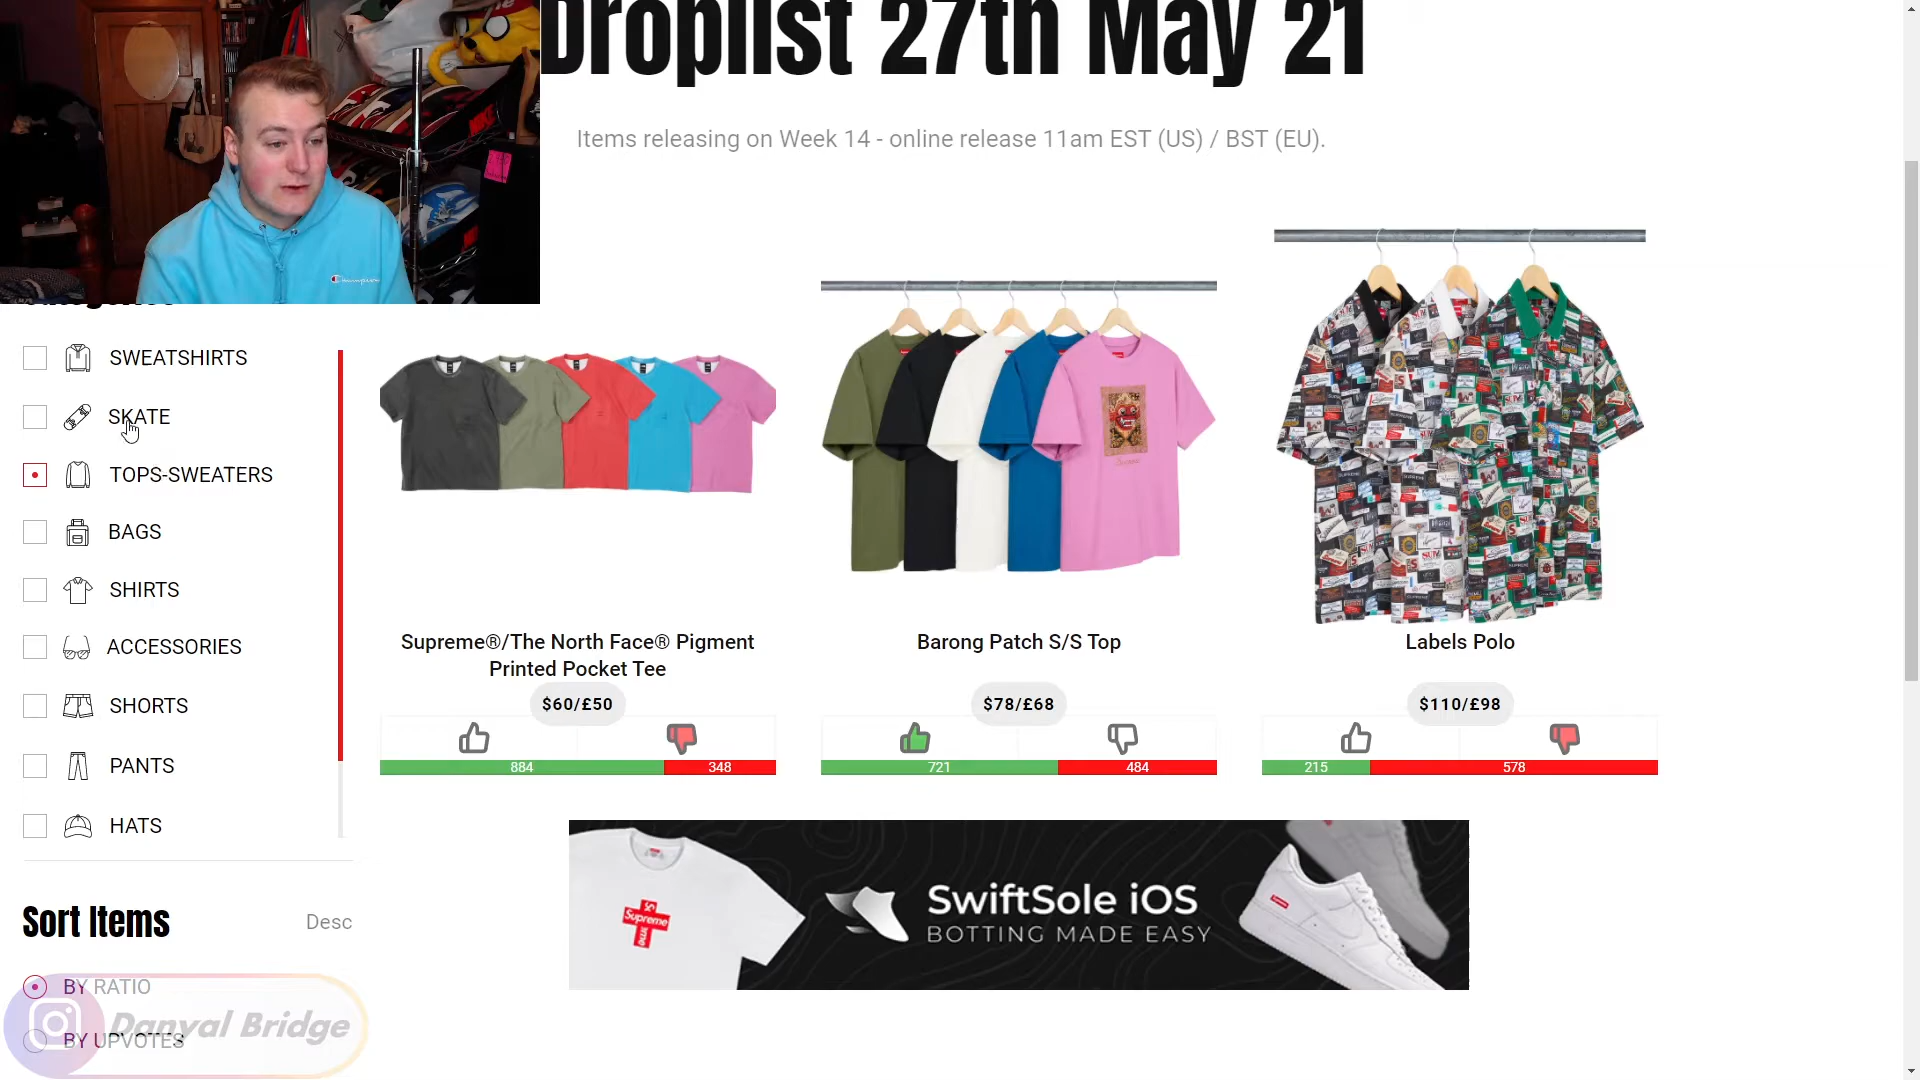 Droplist 27th May 21
Items releasing on Week 14 - online release 11am EST (US) / BST (EU).
Champion
SWEATSHIRTS
SKATE
TOPS-SWEATERS
BAGS
SHIRTS
ACCESSORIES
SHORTS
PANTS
HATS
Supreme®/The North Face® Pigment
Printed Pocket Tee
$60/£50
884
348
Barong Patch S/S Top
$78/£68
721
484
Labels Polo
$110/£98
215
578
Supreme
SwiftSole iOS
BOTTING MADE EASY
Sort Items
Desc
BY RATIO
Danyal Bridge
BY UPVOTES